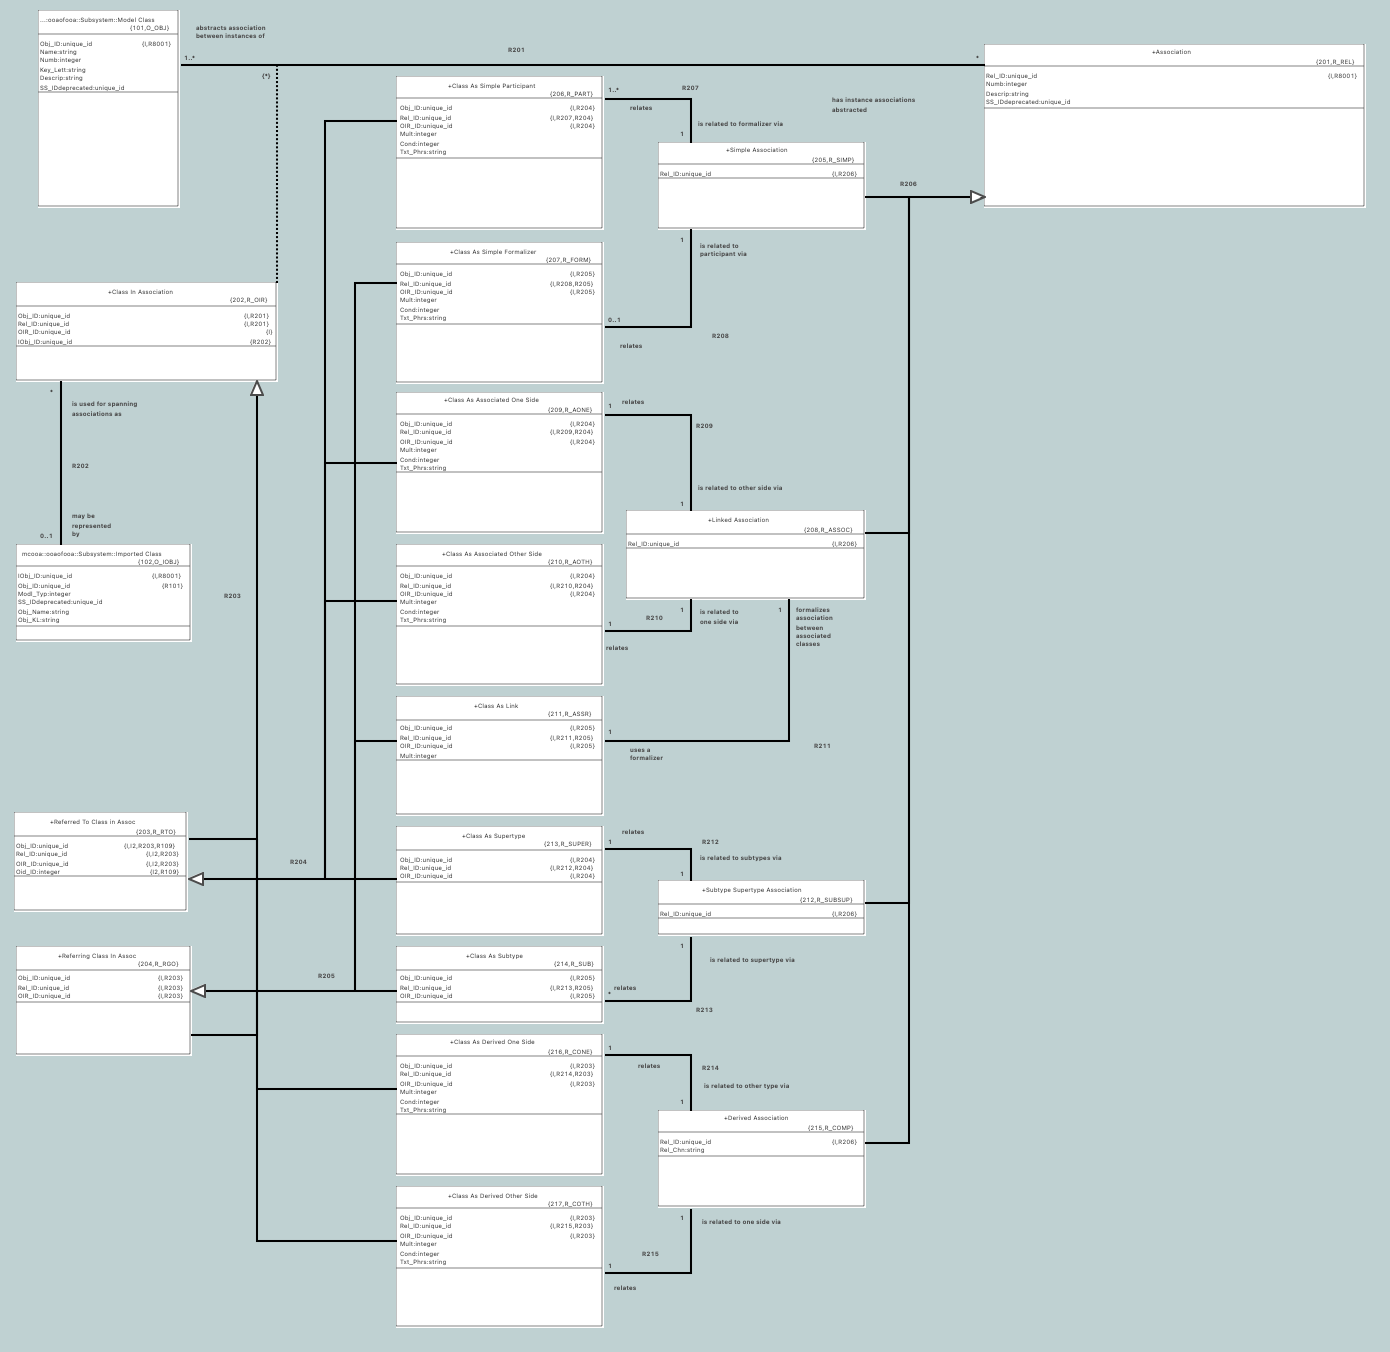 ...:ooaofooa::Subsystem::Model Class
{101,O_OBJ}
Obj_ID:unique_id {I,R8001}
Name:string
Numb:integer
Key_Lett:string
Descrip:string
SS_IDdeprecated:unique_id
abstracts association
between instances of
1..*
{*}
R201
*
+Association
{201,R_REL}
Rel_ID:unique_id {I,R8001}
Numb:integer
Descrip:string
SS_IDdeprecated:unique_id
has instance associations
abstracted
+Class As Simple Participant
{206,R_PART}
Obj_ID:unique_id {I,R204}
Rel_ID:unique_id {I,R207,R204}
OIR_ID:unique_id {I,R204}
Mult:integer
Cond:integer
Txt_Phrs:string
1..*
relates
R207
is related to formalizer via
1
+Simple Association
{205,R_SIMP}
Rel_ID:unique_id {I,R206}
R206
1
is related to
participant via
+Class As Simple Formalizer
{207,R_FORM}
Obj_ID:unique_id {I,R205}
Rel_ID:unique_id {I,R208,R205}
OIR_ID:unique_id {I,R205}
Mult:integer
Cond:integer
Txt_Phrs:string
0..1
relates
R208
+Class In Association
{202,R_OIR}
Obj_ID:unique_id {I,R201}
Rel_ID:unique_id {I,R201}
OIR_ID:unique_id {I}
IObj_ID:unique_id {R202}
*
is used for spanning
associations as
R202
may be
represented
by
0..1
mcooa::ooaofooa::Subsystem::Imported Class
{102,O_IOBJ}
IObj_ID:unique_id {I,R8001}
Obj_ID:unique_id {R101}
Modl_Typ:integer
SS_IDdeprecated:unique_id
Obj_Name:string
Obj_KL:string
R203
+Class As Associated One Side
{209,R_AONE}
Obj_ID:unique_id {I,R204}
Rel_ID:unique_id {I,R209,R204}
OIR_ID:unique_id {I,R204}
Mult:integer
Cond:integer
Txt_Phrs:string
1
relates
R209
is related to other side via
1
+Linked Association
{208,R_ASSOC}
Rel_ID:unique_id {I,R206}
+Class As Associated Other Side
{210,R_AOTH}
Obj_ID:unique_id {I,R204}
Rel_ID:unique_id {I,R210,R204}
OIR_ID:unique_id {I,R204}
Mult:integer
Cond:integer
Txt_Phrs:string
1
relates
R210
1
is related to
one side via
1
formalizes
association
between
associated
classes
+Class As Link
{211,R_ASSR}
Obj_ID:unique_id {I,R205}
Rel_ID:unique_id {I,R211,R205}
OIR_ID:unique_id {I,R205}
Mult:integer
1
uses a
formalizer
R211
+Referred To Class in Assoc
{203,R_RTO}
Obj_ID:unique_id {I,I2,R203,R109}
Rel_ID:unique_id {I,I2,R203}
OIR_ID:unique_id {I,I2,R203}
Oid_ID:integer {I2,R109}
R204
+Class As Supertype
{213,R_SUPER}
Obj_ID:unique_id {I,R204}
Rel_ID:unique_id {I,R212,R204}
OIR_ID:unique_id {I,R204}
relates
1
R212
is related to subtypes via
1
+Subtype Supertype Association
{212,R_SUBSUP}
Rel_ID:unique_id {I,R206}
1
is related to supertype via
+Referring Class In Assoc
{204,R_RGO}
Obj_ID:unique_id {I,R203}
Rel_ID:unique_id {I,R203}
OIR_ID:unique_id {I,R203}
R205
+Class As Subtype
{214,R_SUB}
Obj_ID:unique_id {I,R205}
Rel_ID:unique_id {I,R213,R205}
OIR_ID:unique_id {I,R205}
relates
*
R213
+Class As Derived One Side
{216,R_CONE}
Obj_ID:unique_id {I,R203}
Rel_ID:unique_id {I,R214,R203}
OIR_ID:unique_id {I,R203}
Mult:integer
Cond:integer
Txt_Phrs:string
1
relates
R214
is related to other type via
1
+Derived Association
{215,R_COMP}
Rel_ID:unique_id {I,R206}
Rel_Chn:string
1
is related to one side via
+Class As Derived Other Side
{217,R_COTH}
Obj_ID:unique_id {I,R203}
Rel_ID:unique_id {I,R215,R203}
OIR_ID:unique_id {I,R203}
Mult:integer
Cond:integer
Txt_Phrs:string
R215
1
relates